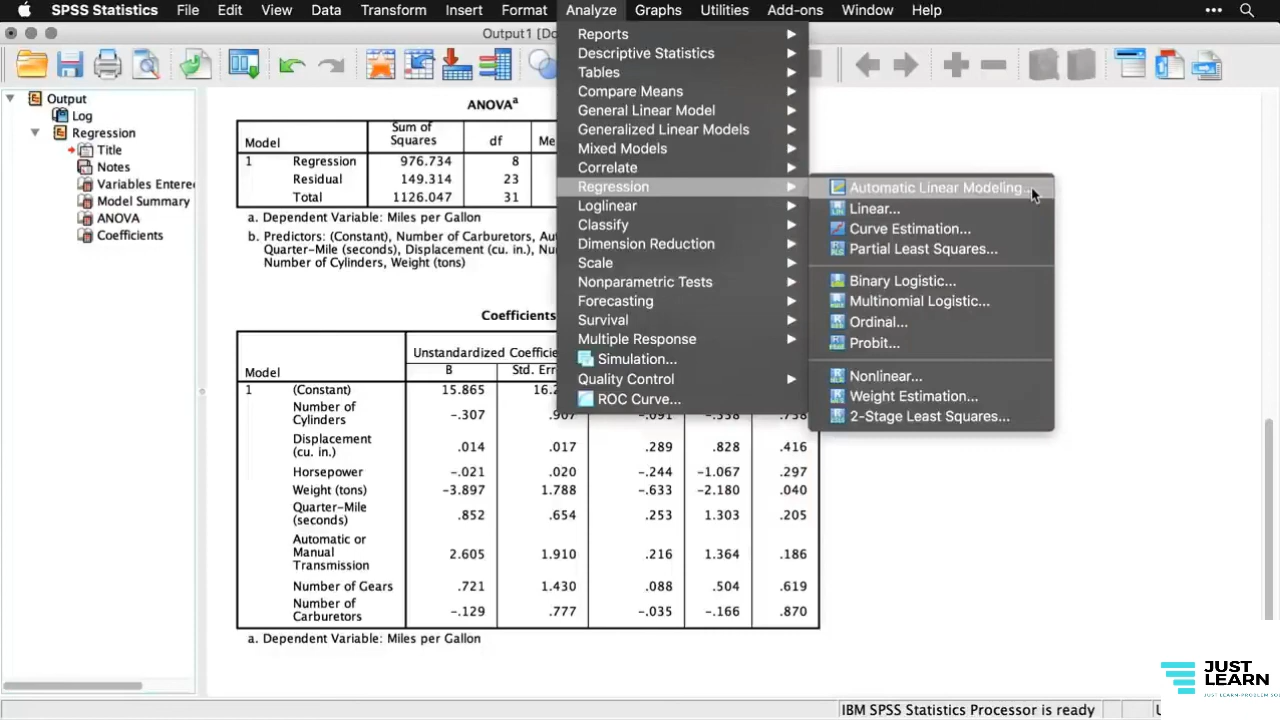 SPSS Statistics File Edit View Data Transform Insert Format Analyze Graphs Utilities Add-ons Window Help
Output1 [Do
Output
Log
Regression
Title
Notes
Variables Entere
Model Summary
ANOVA
Coefficients
ANOVAa
Model Sum of Squares df Me
1 Regression 976.734 8
Residual 149.314 23
Total 1126.047 31
a. Dependent Variable: Miles per Gallon
b. Predictors: (Constant), Number of Carburetors, Aut
Quarter-Mile (seconds), Displacement (cu. in.), Nu
Number of Cylinders, Weight (tons)
Coefficients
Unstandardized Coefficie
Model B Std. Erro
1 (Constant) 15.865 16.2
Number of Cylinders -.307 .907 -.091 -.338 .738
Displacement (cu. in.) .014 .017 .289 .828 .416
Horsepower -.021 .020 -.244 -1.067 .297
Weight (tons) -3.897 1.788 -.633 -2.180 .040
Quarter-Mile (seconds) .852 .654 .253 1.303 .205
Automatic or Manual Transmission 2.605 1.910 .216 1.364 .186
Number of Gears .721 1.430 .088 .504 .619
Number of Carburetors -.129 .777 -.035 -.166 .870
a. Dependent Variable: Miles per Gallon
Reports
Descriptive Statistics
Tables
Compare Means
General Linear Model
Generalized Linear Models
Mixed Models
Correlate
Regression
Loglinear
Classify
Dimension Reduction
Scale
Nonparametric Tests
Forecasting
Survival
Multiple Response
Simulation...
Quality Control
ROC Curve...
Automatic Linear Modeling...
Linear...
Curve Estimation...
Partial Least Squares...
Binary Logistic...
Multinomial Logistic...
Ordinal...
Probit...
Nonlinear...
Weight Estimation...
2-Stage Least Squares...
JUST
LEARN
JUST LEARN-PROBLEM SO
IBM SPSS Statistics Processor is ready